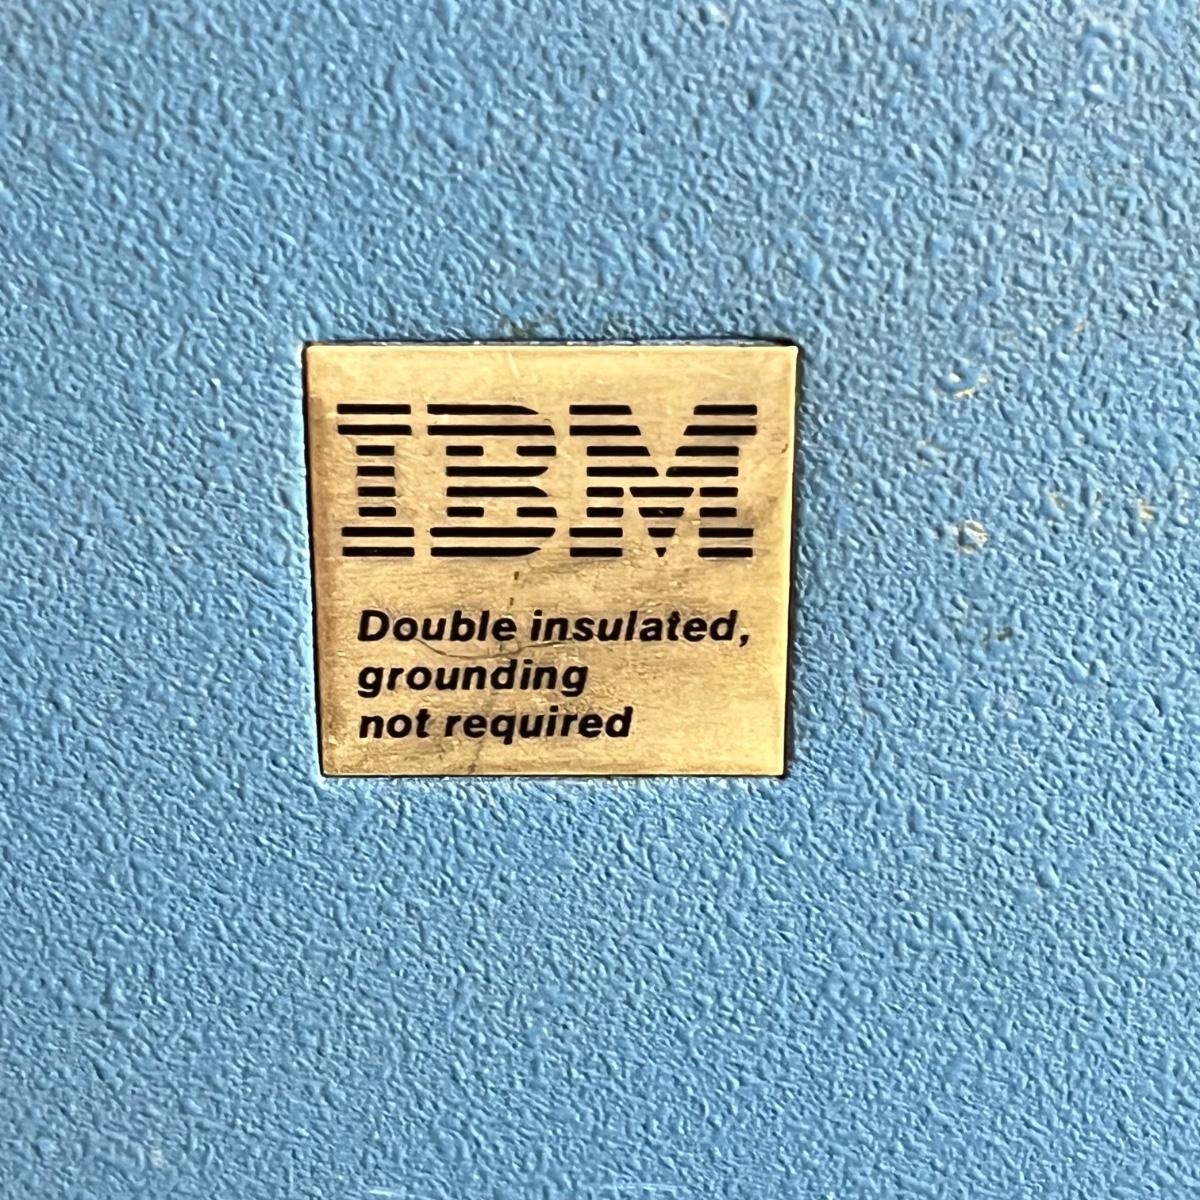 IBM
Double insulated,
grounding
not required